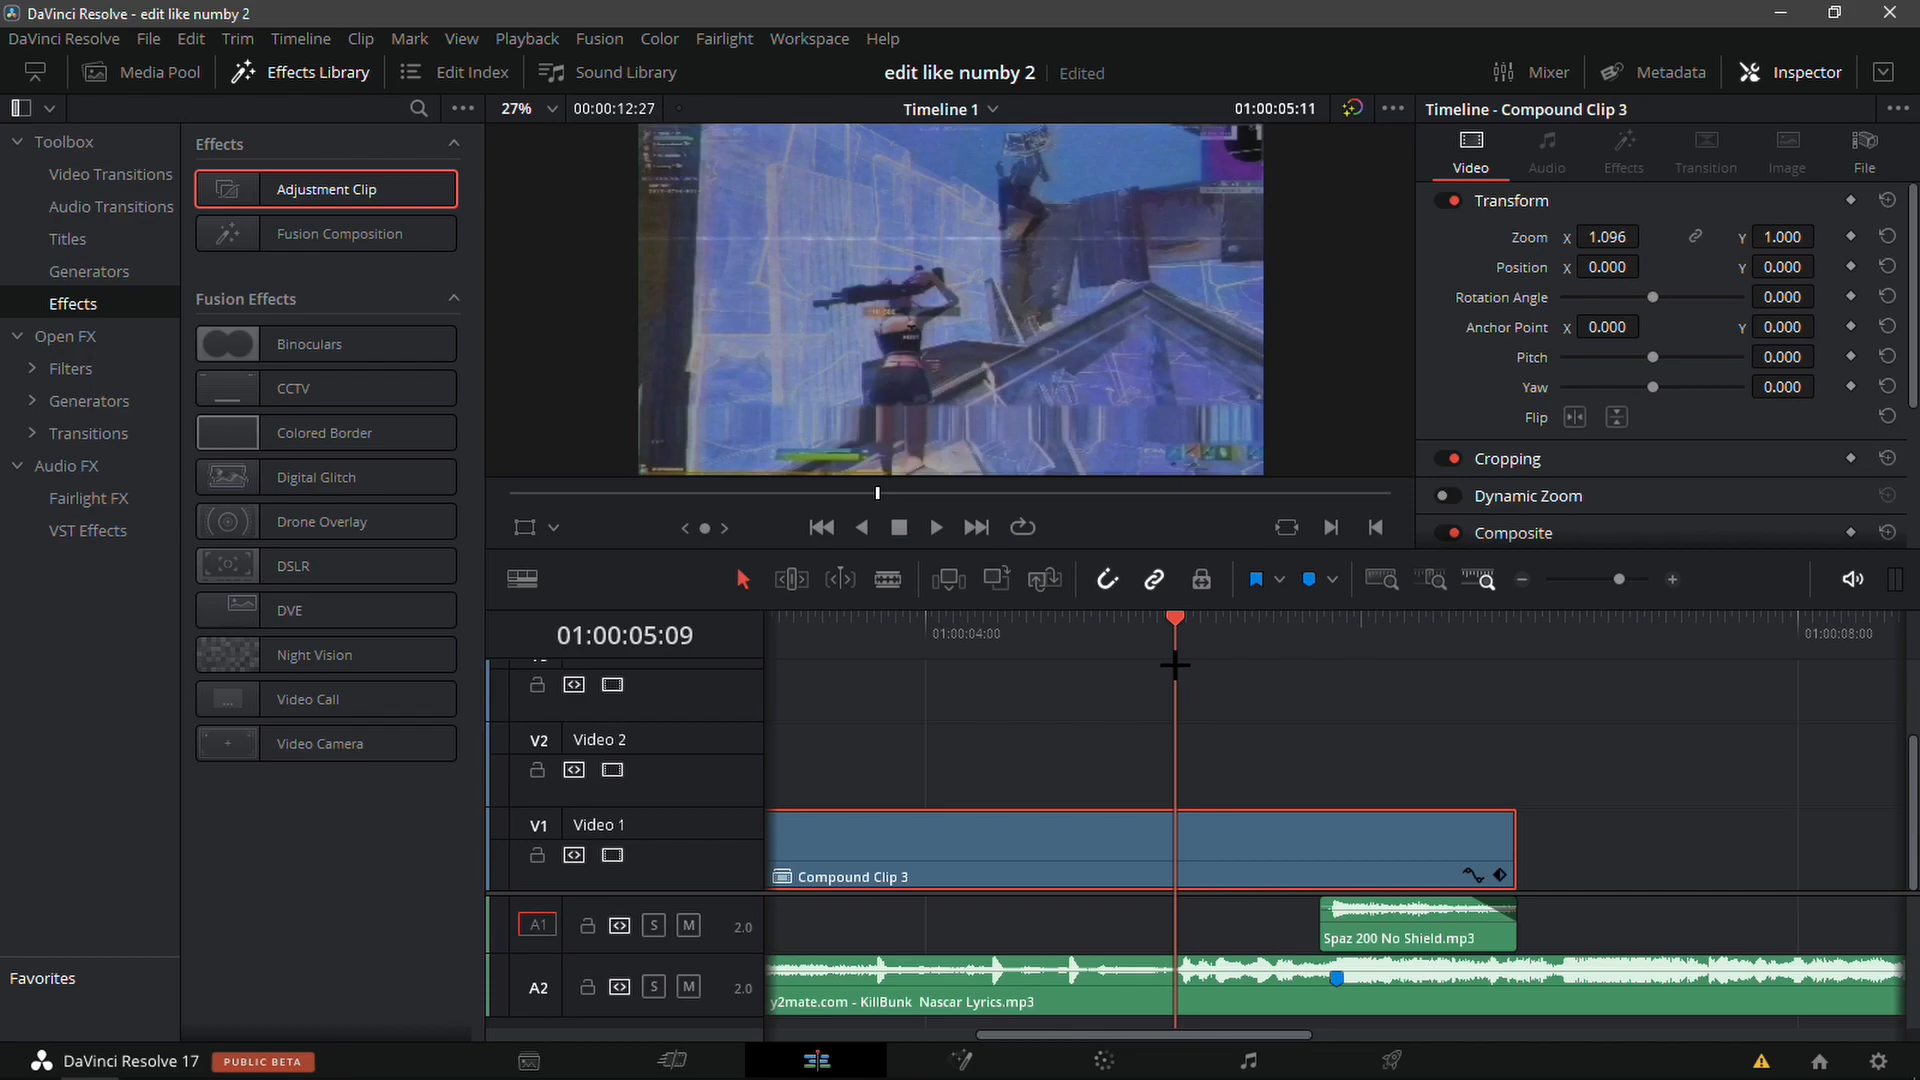 DaVinci Resolve - edit like numby 2
DaVinci Resolve File Edit Trim Timeline Clip Mark View Playback Fusion Color Fairlight Workspace Help
Media Pool Effects Library Edit Index Sound Library edit like numby 2 Edited Mixer Metadata Inspector
27% 00:00:12:27 Timeline 1 01:00:05:11 Timeline - Compound Clip 3
Toolbox
Video Transitions
Audio Transitions
Titles
Generators
Effects
Open FX
Filters
Generators
Transitions
Audio FX
Fairlight FX
VST Effects
Favorites
Effects
Adjustment Clip
Fusion Composition
Fusion Effects
Binoculars
CCTV
Colored Border
Digital Glitch
Drone Overlay
DSLR
DVE
Night Vision
Video Call
Video Camera
Video Audio Effects Transition Image File
Transform
Zoom X 1.096 Y 1.000
Position X 0.000 Y 0.000
Rotation Angle 0.000
Anchor Point X 0.000 Y 0.000
Pitch 0.000
Yaw 0.000
Flip
Cropping
Dynamic Zoom
Composite
01:00:05:09
01:00:04:00
01:00:08:00
V2 Video 2
V1 Video 1
Compound Clip 3
A1 S M 2.0
Spaz 200 No Shield.mp3
A2 S M 2.0
y2mate.com - KillBunk Nascar Lyrics.mp3
DaVinci Resolve 17 PUBLIC BETA